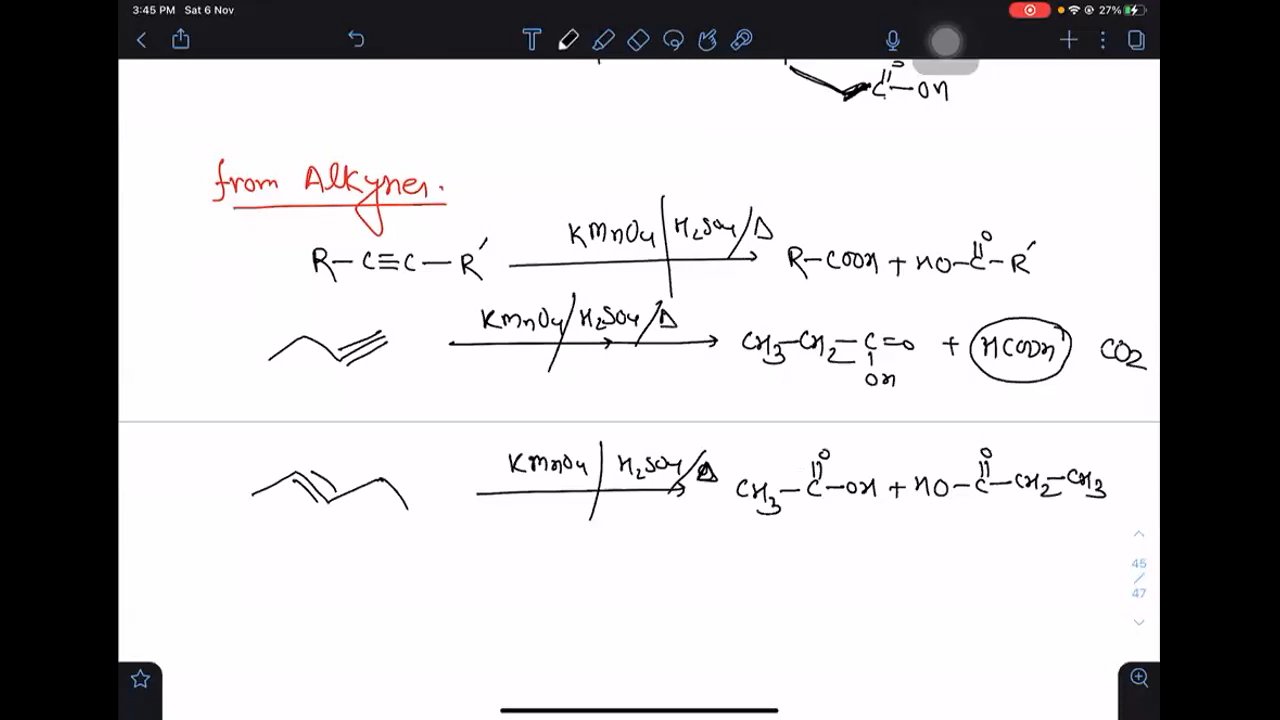 3:45 PM Sat 6 Nov
27%
T
C=O-OH
from Alkynes.
R-C≡C-R' KMnO4 / H2SO4 / Δ R-COOH + HO-C(=O)-R'
KMnO4 / H2SO4 / Δ CH3-CH2-C=O OH + HCOOH CO2
KMnO4 / H2SO4 / Δ CH3-C(=O)-OH + HO-C(=O)-CH2-CH3
45
/
47